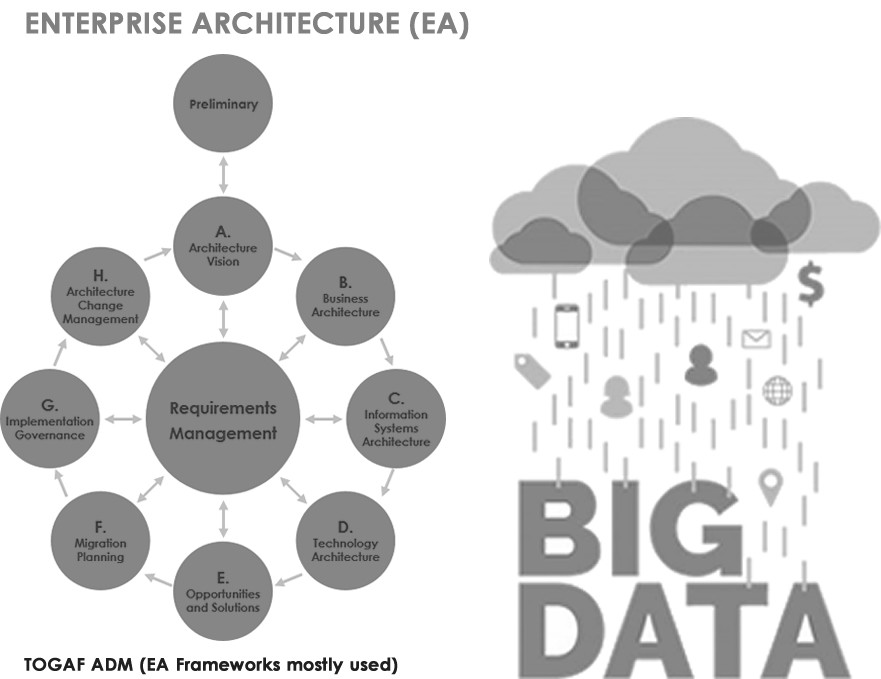 ENTERPRISE ARCHITECTURE (EA)
Preliminary
A.
Architecture
Vision
B.
Business
Architecture
C.
Information
Systems
Architecture
D.
Technology
Architecture
E.
Opportunities
and Solutions
F.
Migration
Planning
G.
Implementation
Governance
H.
Architecture
Change
Management
Requirements
Management
TOGAF ADM (EA Frameworks mostly used)
$
BIG
DATA